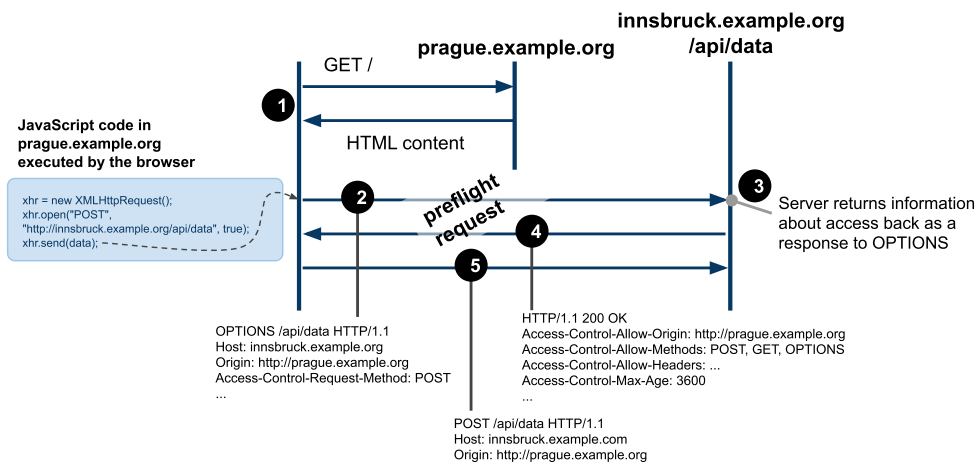 innsbruck.example.org
/api/data
prague.example.org
GET /
1
HTML content
JavaScript code in
prague.example.org
executed by the browser
xhr = new XMLHttpRequest();
xhr.open("POST",
"http://innsbruck.example.org/api/data", true);
xhr.send(data);
2
preflight
request
3
Server returns information
about access back as a
response to OPTIONS
4
5
OPTIONS /api/data HTTP/1.1
Host: innsbruck.example.org
Origin: http://prague.example.org
Access-Control-Request-Method: POST
...
HTTP/1.1 200 OK
Access-Control-Allow-Origin: http://prague.example.org
Access-Control-Allow-Methods: POST, GET, OPTIONS
Access-Control-Allow-Headers: ...
Access-Control-Max-Age: 3600
...
POST /api/data HTTP/1.1
Host: innsbruck.example.com
Origin: http://prague.example.org